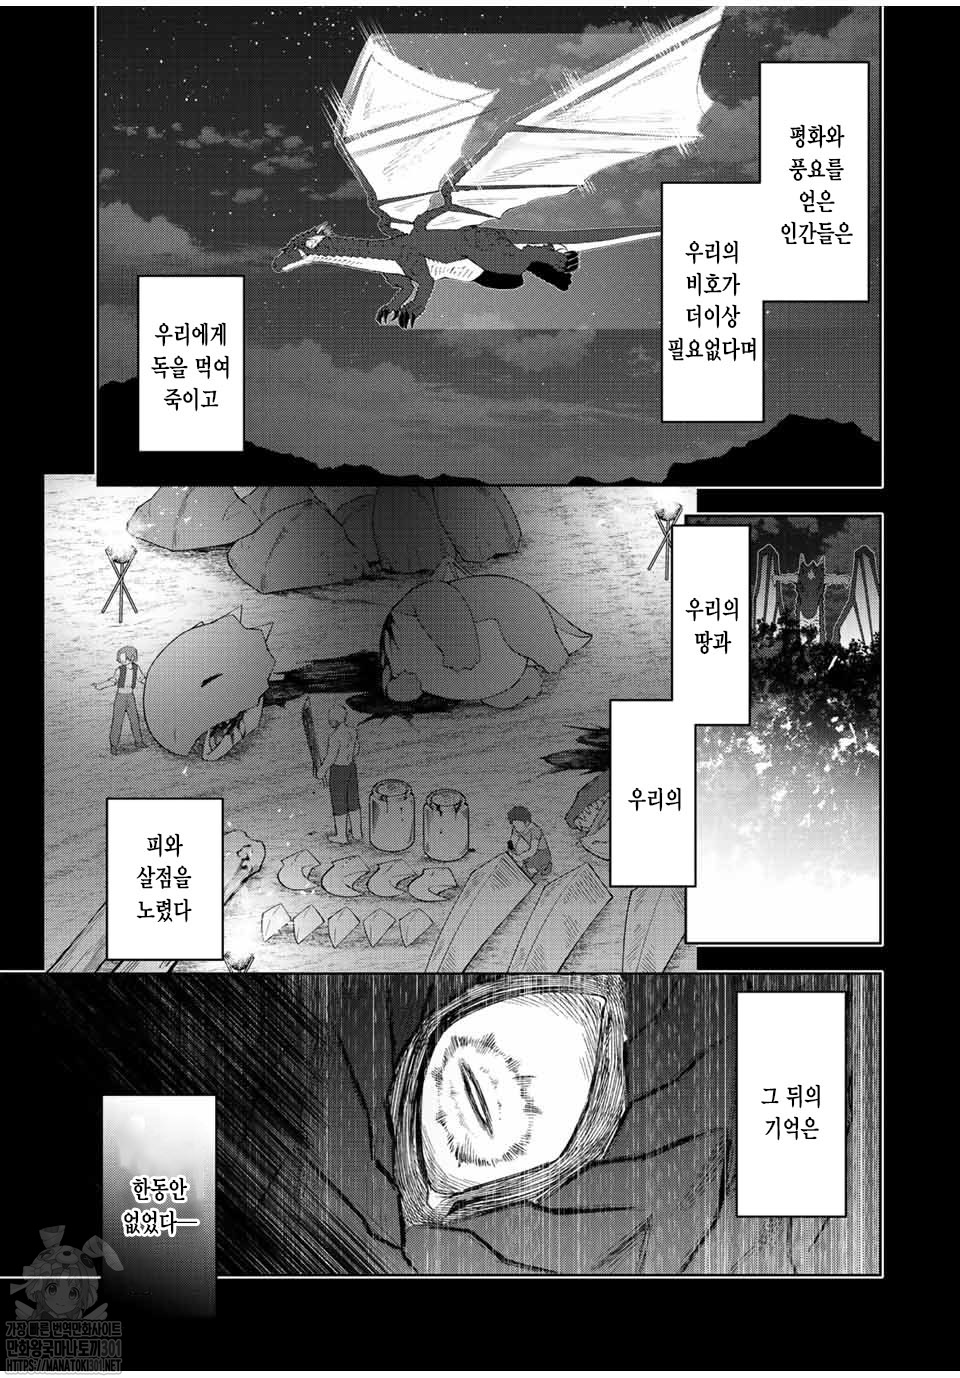 평화와
풍요를
얻은
인간들은
우리의
비호가
더이상
필요없다며
우리에게
독을 먹여
죽이고
우리의
땅과
우리의
피와
살점을
노렸다
그 뒤의
기억은
한동안
없었다—
가장 빠른 번역만화사이트
만화왕국마나토끼301
HTTPS://MANATOKI301.NET